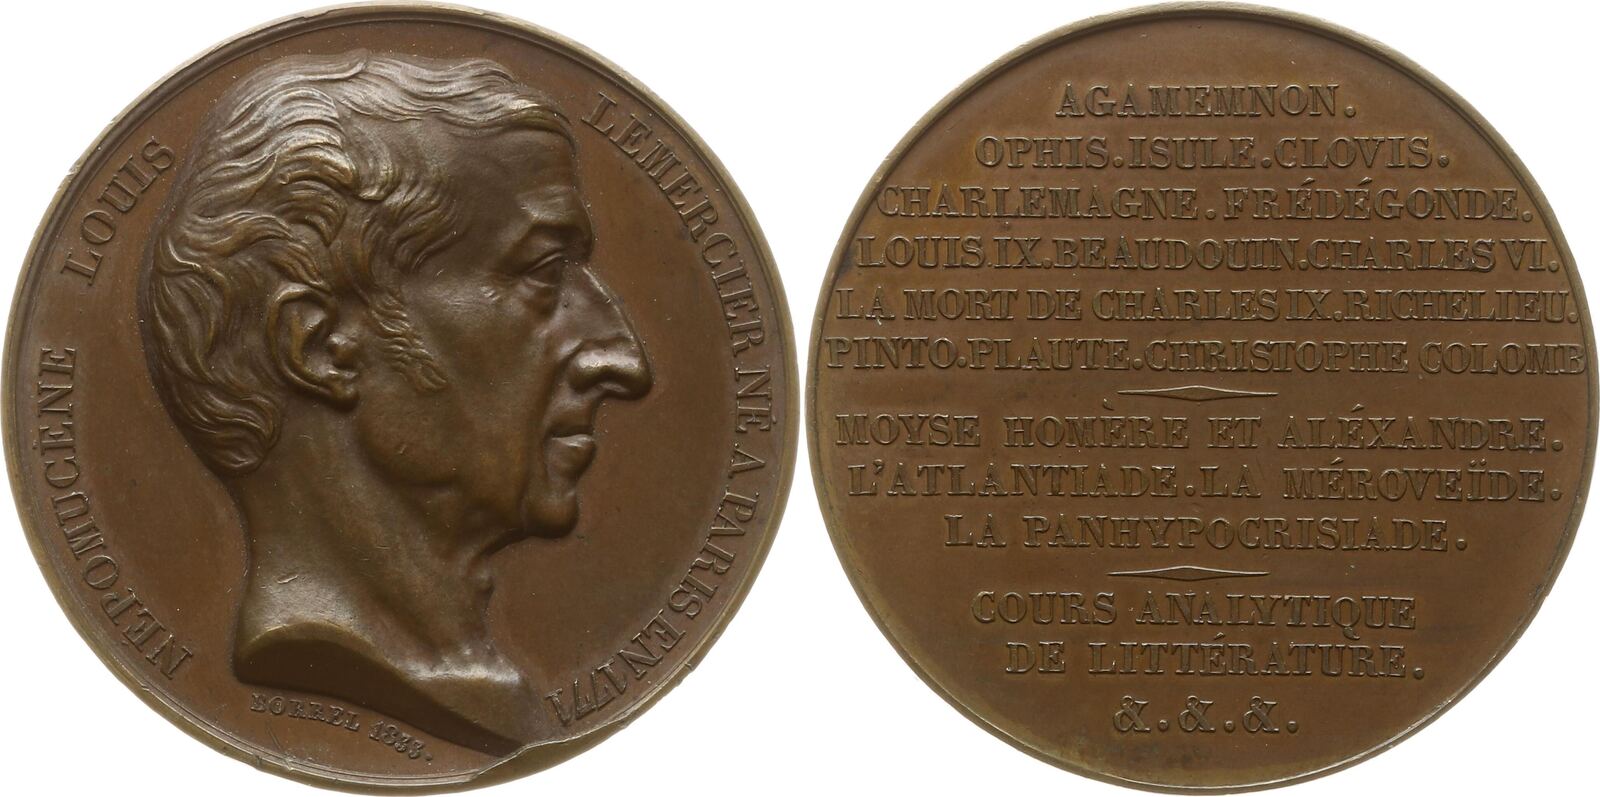 NÉPOMUCÈNE LOUIS LEMERCIER NÉ A PARIS EN 1771
BORREL 1833.
AGAMEMNON.
OPHIS.ISULE.CLOVIS.
CHARLEMAGNE.FRÉDÉGONDE.
LOUIS IX.BEAUDOUIN.CHARLES VI.
LA MORT DE CHARLES IX.RICHELIEU.
PINTO.PLAUTE.CHRISTOPHE COLOMB
MOYSE HOMÈRE ET ALÉXANDRE.
L'ATLANTIADE.LA MÉROVEÏDE.
LA PANHYPOCRISIADE.
COURS ANALYTIQUE
DE LITTÉRATURE.
&.&.&.